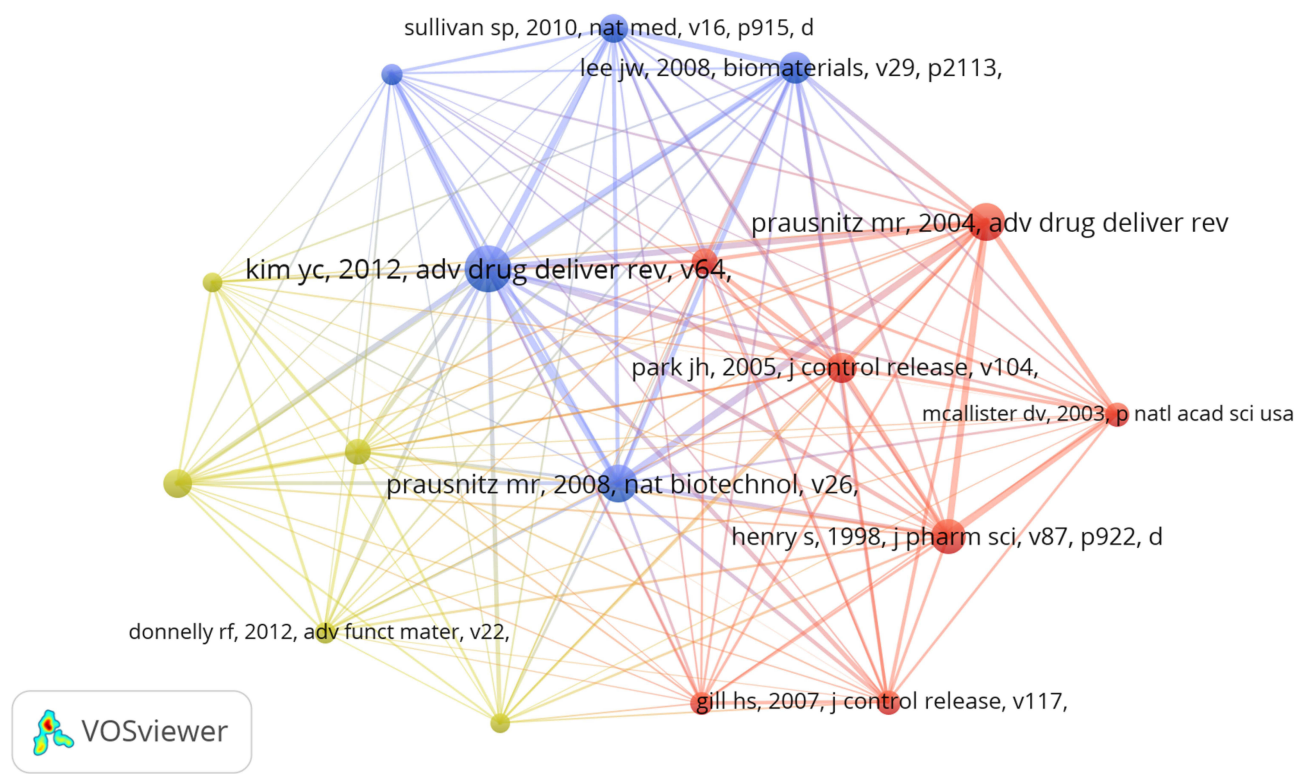 sullivan sp, 2010, nat med, v16, p915, d
lee jw, 2008, biomaterials, v29, p2113,
prausnitz mr, 2004, adv drug deliver rev
kim yc, 2012, adv drug deliver rev, v64,
park jh, 2005, j control release, v104,
mcallister dv, 2003, p natl acad sci usa
prausnitz mr, 2008, nat biotechnol, v26,
henry s, 1998, j pharm sci, v87, p922, d
donnelly rf, 2012, adv funct mater, v22,
gill hs, 2007, j control release, v117,
VOSviewer